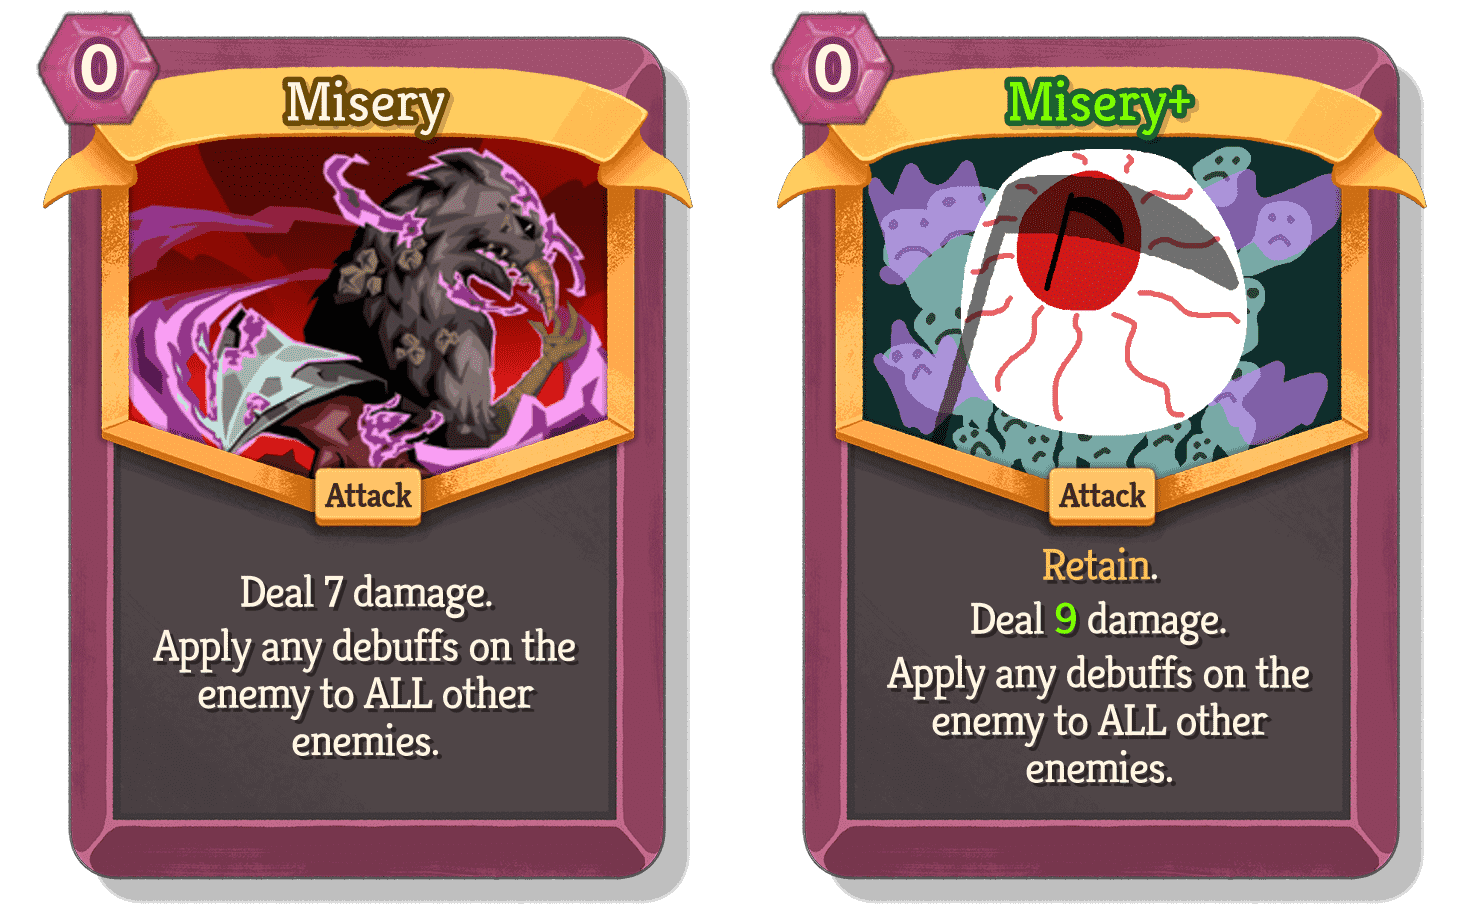 0
Misery
Attack
Deal 7 damage.
Apply any debuffs on the
enemy to ALL other
enemies.
0
Misery+
Attack
Retain.
Deal 9 damage.
Apply any debuffs on the
enemy to ALL other
enemies.